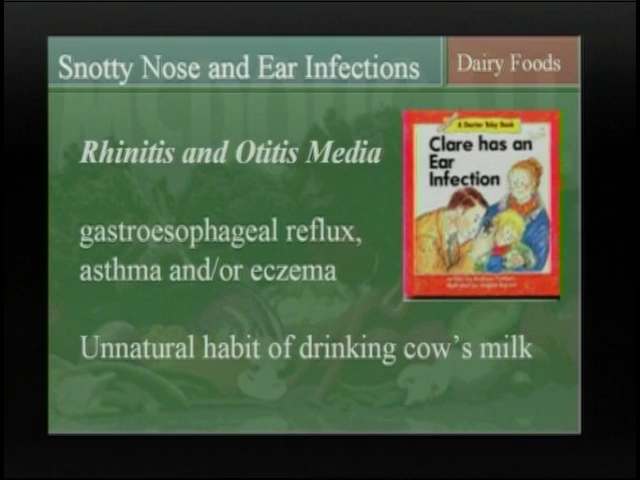 Snotty Nose and Ear Infections
Dairy Foods
Rhinitis and Otitis Media
A Doctor Toby Book
Clare has an
Ear
Infection
gastroesophageal reflux,
asthma and/or eczema
Unnatural habit of drinking cow's milk